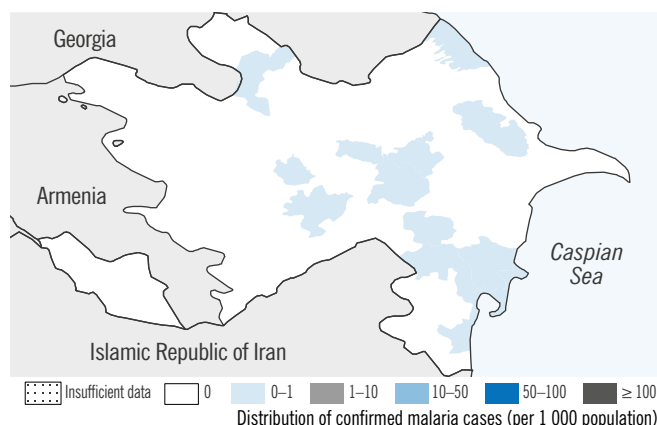 Georgia
Armenia
Caspian
Sea
Islamic Republic of Iran
Insufficient data 0 0–1 1–10 10–50 50–100 ≥ 100
Distribution of confirmed malaria cases (per 1 000 population)